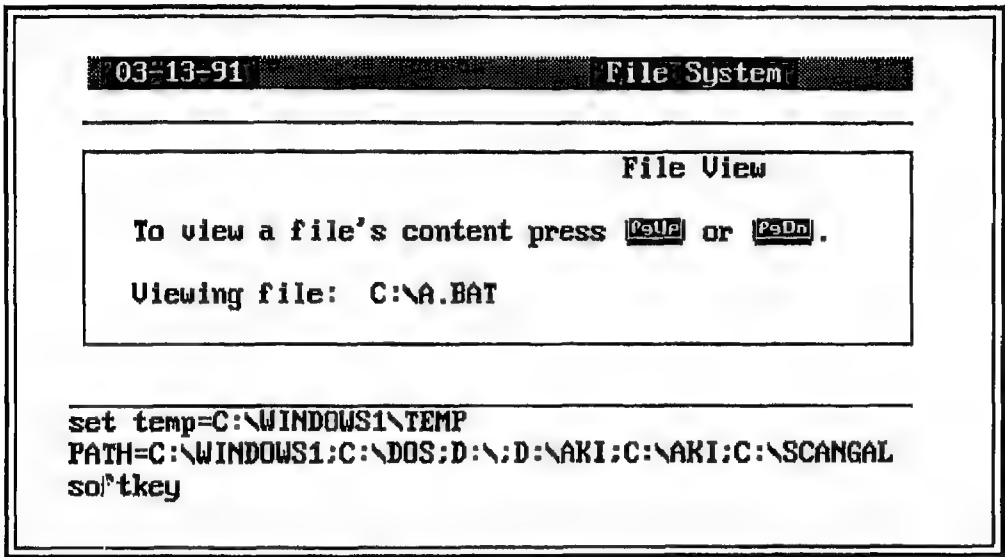 03-13-91 File System
File View
To view a file's content press PgUp or PgDn.
Viewing file: C:\A.BAT
set temp=C:\WINDOWS1\TEMP
PATH=C:\WINDOWS1;C:\DOS;D:\;D:\AKI;C:\AKI;C:\SCANGAL
softkey